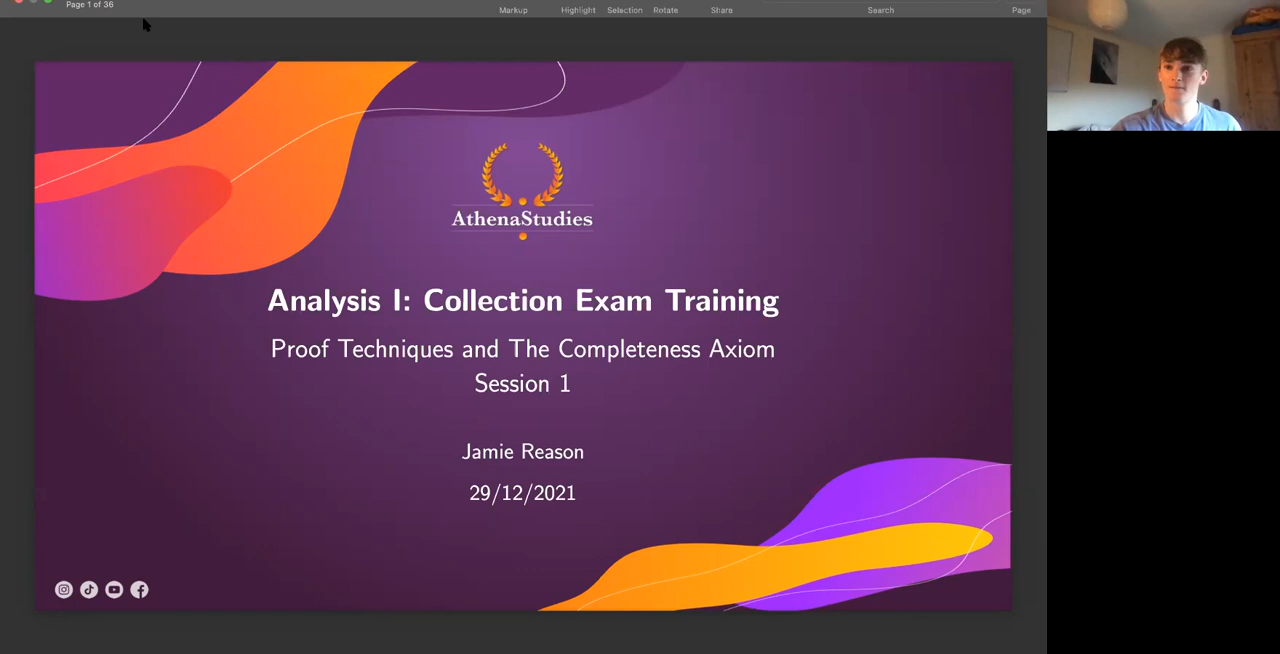 Page 1 of 36
Markup
Highlight
Selection
Rotate
Share
Search
Page
AthenaStudies
Analysis I: Collection Exam Training
Proof Techniques and The Completeness Axiom
Session 1
Jamie Reason
29/12/2021